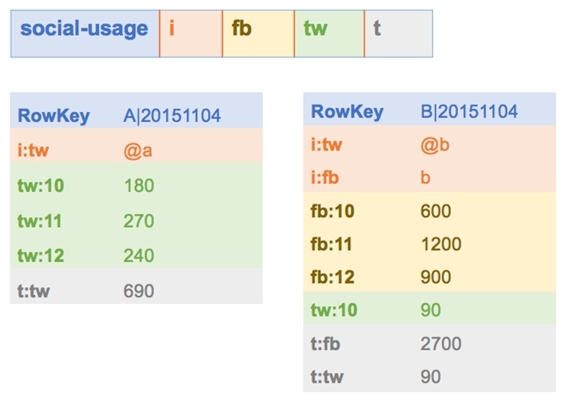 social-usage i fb tw t
RowKey A|20151104
i:tw @a
tw:10 180
tw:11 270
tw:12 240
t:tw 690
RowKey B|20151104
i:tw @b
i:fb b
fb:10 600
fb:11 1200
fb:12 900
tw:10 90
t:fb 2700
t:tw 90